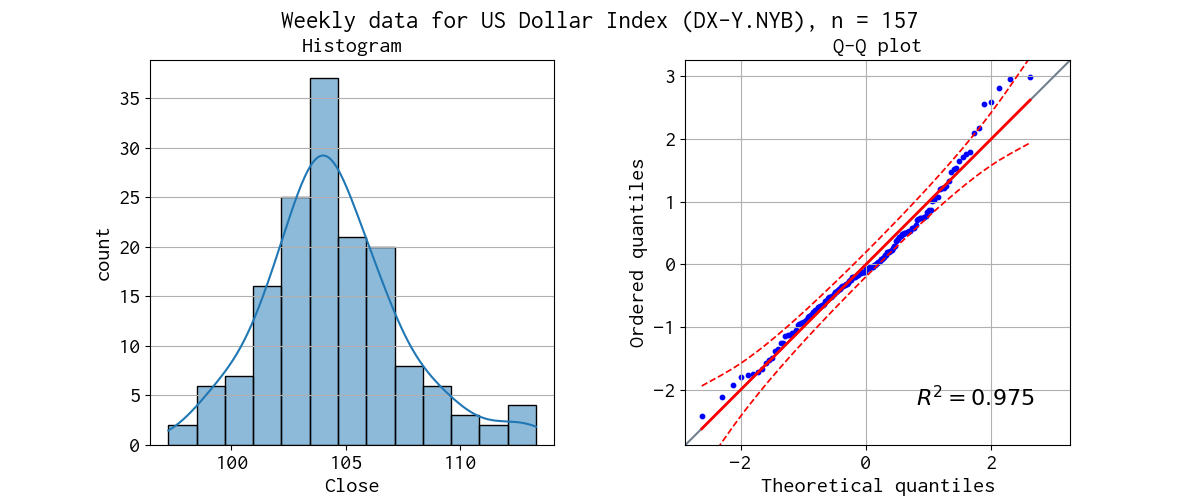 Weekly data for US Dollar Index (DX-Y.NYB), n = 157
Histogram
35
30
25
20
15
10
5
0
count
100 105 110
Close
Q-Q plot
3
2
1
0
−1
−2
Ordered quantiles
R² = 0.975
−2 0 2
Theoretical quantiles